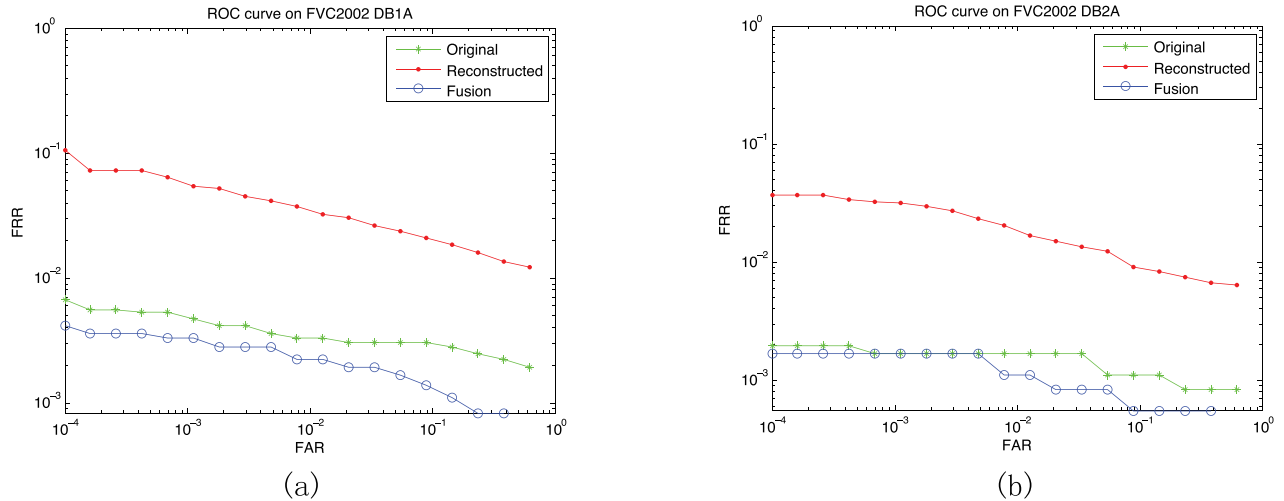 ROC curve on FVC2002 DB1A
10^0
10^-1
10^-2
10^-3
FRR
Original
Reconstructed
Fusion
10^-4
10^-3
10^-2
10^-1
10^0
FAR
(a)
ROC curve on FVC2002 DB2A
10^0
10^-1
10^-2
10^-3
FRR
Original
Reconstructed
Fusion
10^-4
10^-3
10^-2
10^-1
10^0
FAR
(b)